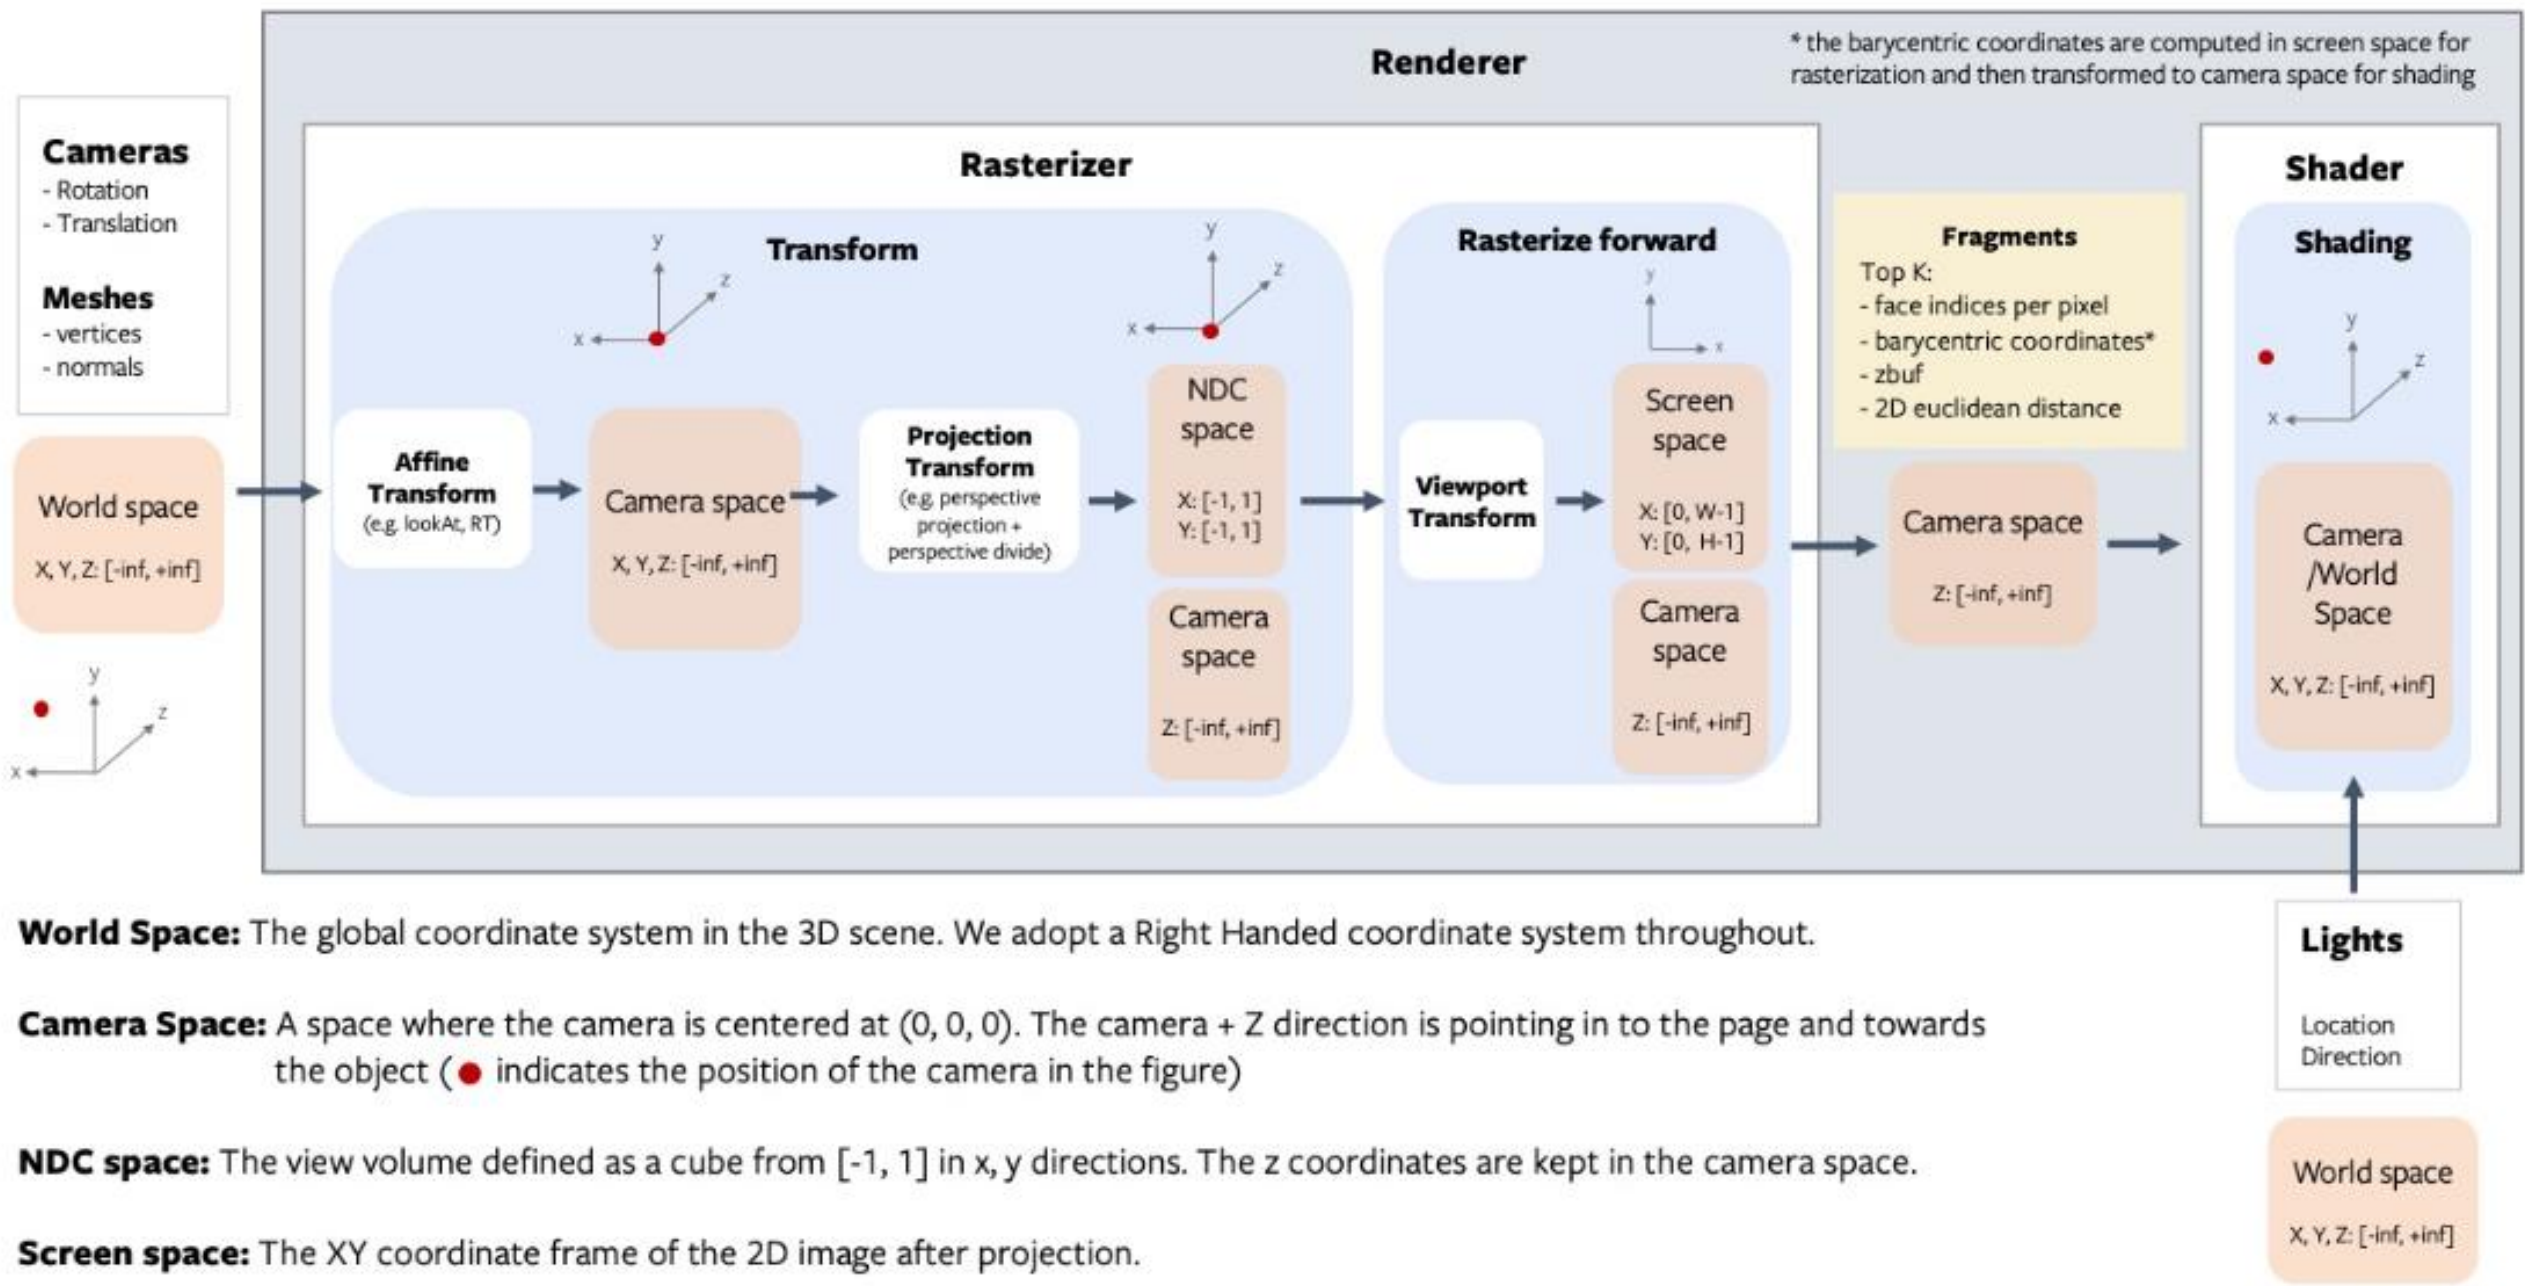 Renderer
* the barycentric coordinates are computed in screen space for
rasterization and then transformed to camera space for shading
Cameras
- Rotation
- Translation
Meshes
- vertices
- normals
World space
X, Y, Z: [-inf, +inf]
y
z
x
Rasterizer
Transform
y
z
x
y
z
x
Affine
Transform
(e.g. lookAt, RT)
Camera space
X, Y, Z: [-inf, +inf]
Projection
Transform
(e.g. perspective
projection +
perspective divide)
NDC
space
X: [-1, 1]
Y: [-1, 1]
Camera
space
Z: [-inf, +inf]
Rasterize forward
y
x
Viewport
Transform
Screen
space
X: [0, W-1]
Y: [0, H-1]
Camera
space
Z: [-inf, +inf]
Fragments
Top K:
- face indices per pixel
- barycentric coordinates*
- zbuf
- 2D euclidean distance
Camera space
Z: [-inf, +inf]
Shader
Shading
y
z
x
Camera
/World
Space
X, Y, Z: [-inf, +inf]
Lights
Location
Direction
World space
X, Y, Z: [-inf, +inf]
World Space: The global coordinate system in the 3D scene. We adopt a Right Handed coordinate system throughout.
Camera Space: A space where the camera is centered at (0, 0, 0). The camera + Z direction is pointing in to the page and towards
the object ( indicates the position of the camera in the figure)
NDC space: The view volume defined as a cube from [-1, 1] in x, y directions. The z coordinates are kept in the camera space.
Screen space: The XY coordinate frame of the 2D image after projection.